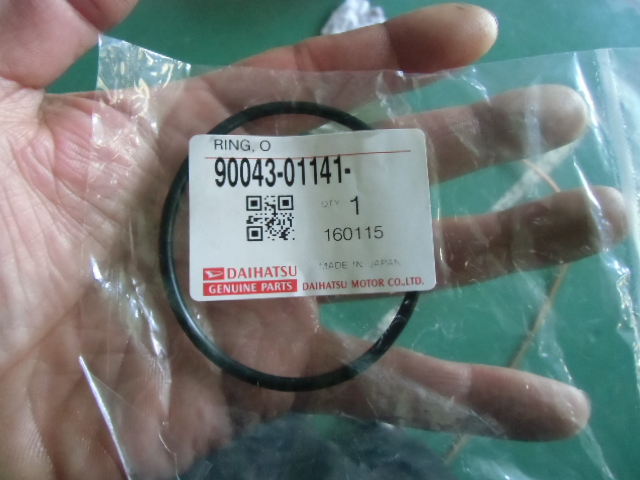 RING, O
90043-01141-
QTY 1
160115
MADE IN JAPAN
DAIHATSU
GENUINE PARTS DAIHATSU MOTOR CO.,LTD.